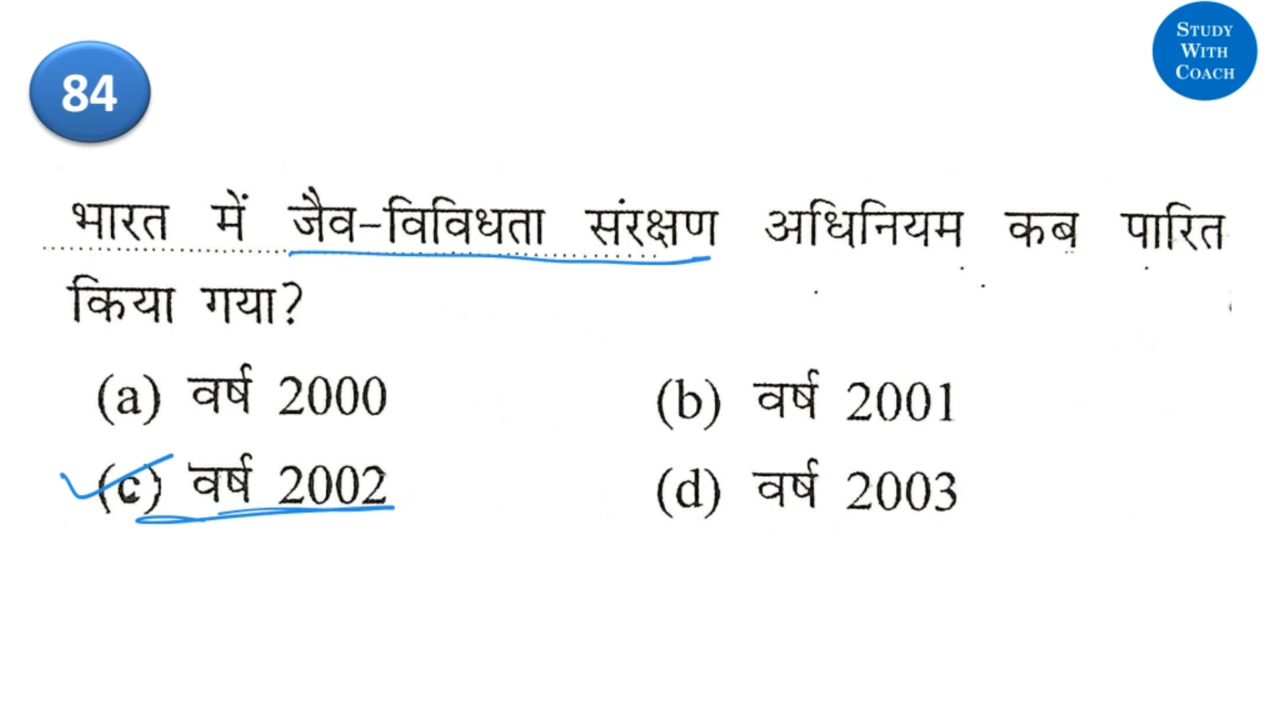 STUDY
WITH
COACH
84
भारत में जैव-विविधता संरक्षण अधिनियम कब पारित
किया गया?
(a) वर्ष 2000 (b) वर्ष 2001
(c) वर्ष 2002 (d) वर्ष 2003